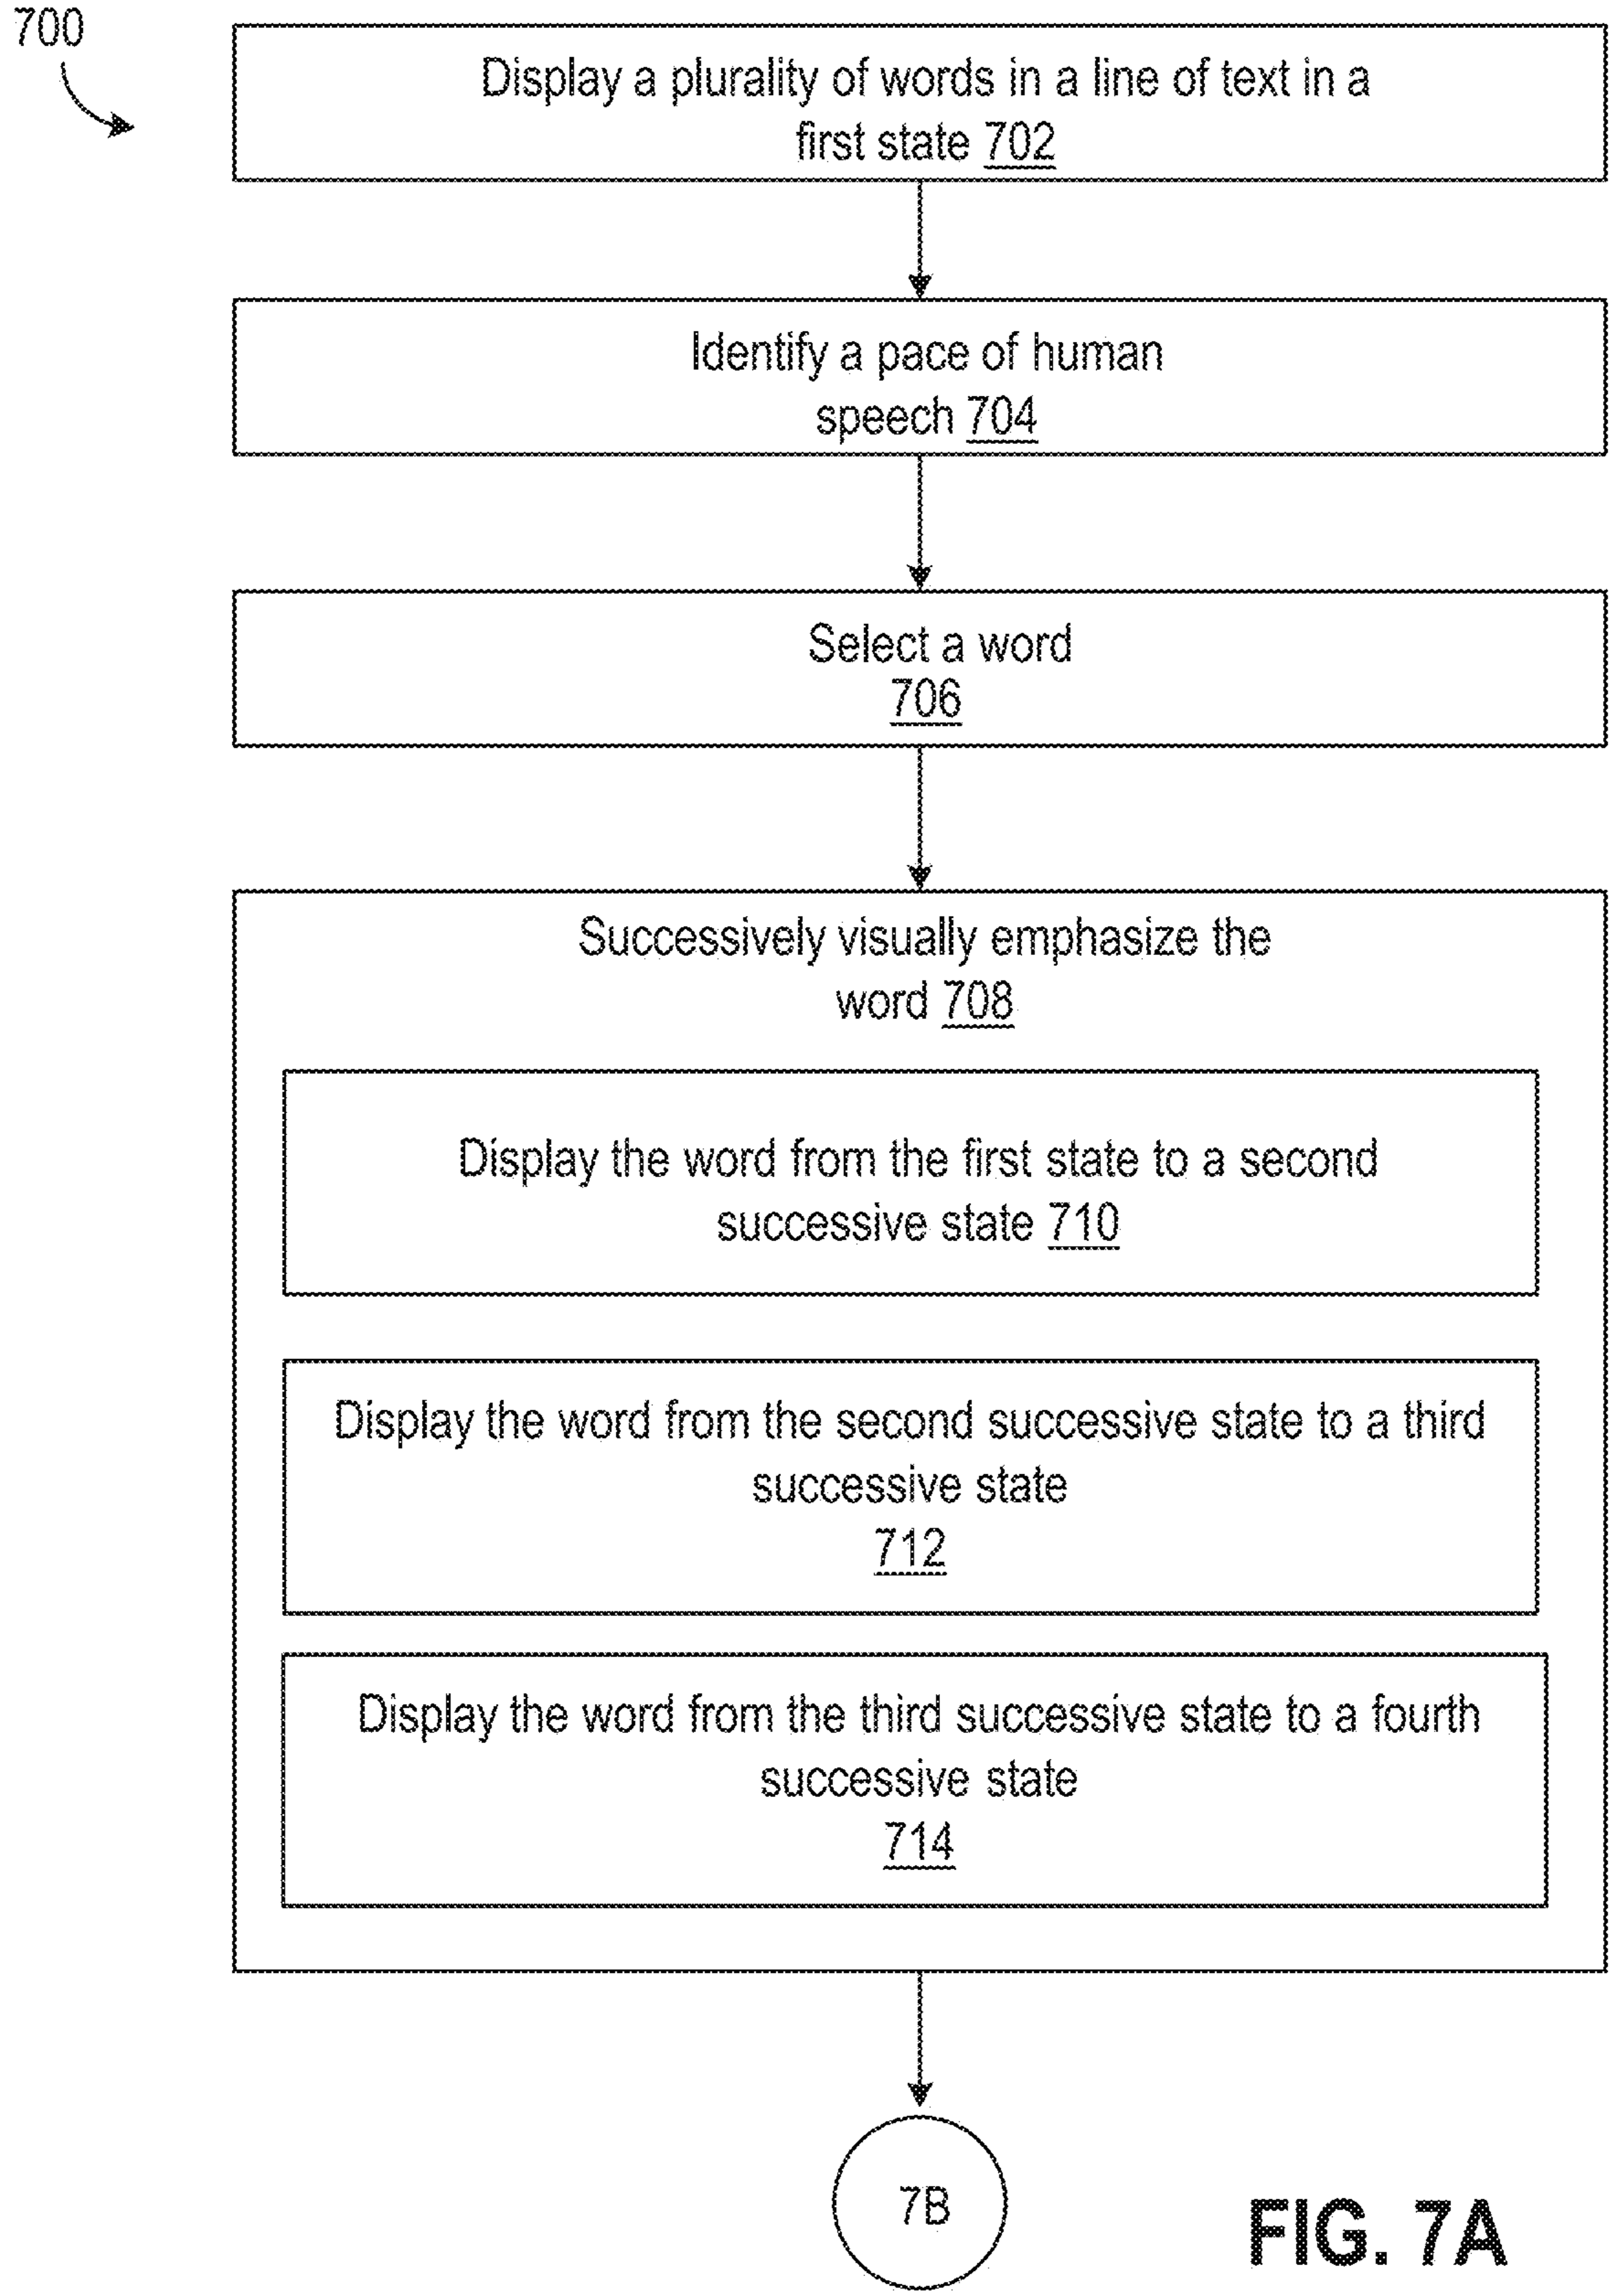 700
Display a plurality of words in a line of text in a
first state 702
Identify a pace of human
speech 704
Select a word
706
Successively visually emphasize the
word 708
Display the word from the first state to a second
successive state 710
Display the word from the second successive state to a third
successive state
712
Display the word from the third successive state to a fourth
successive state
714
7B
FIG. 7A